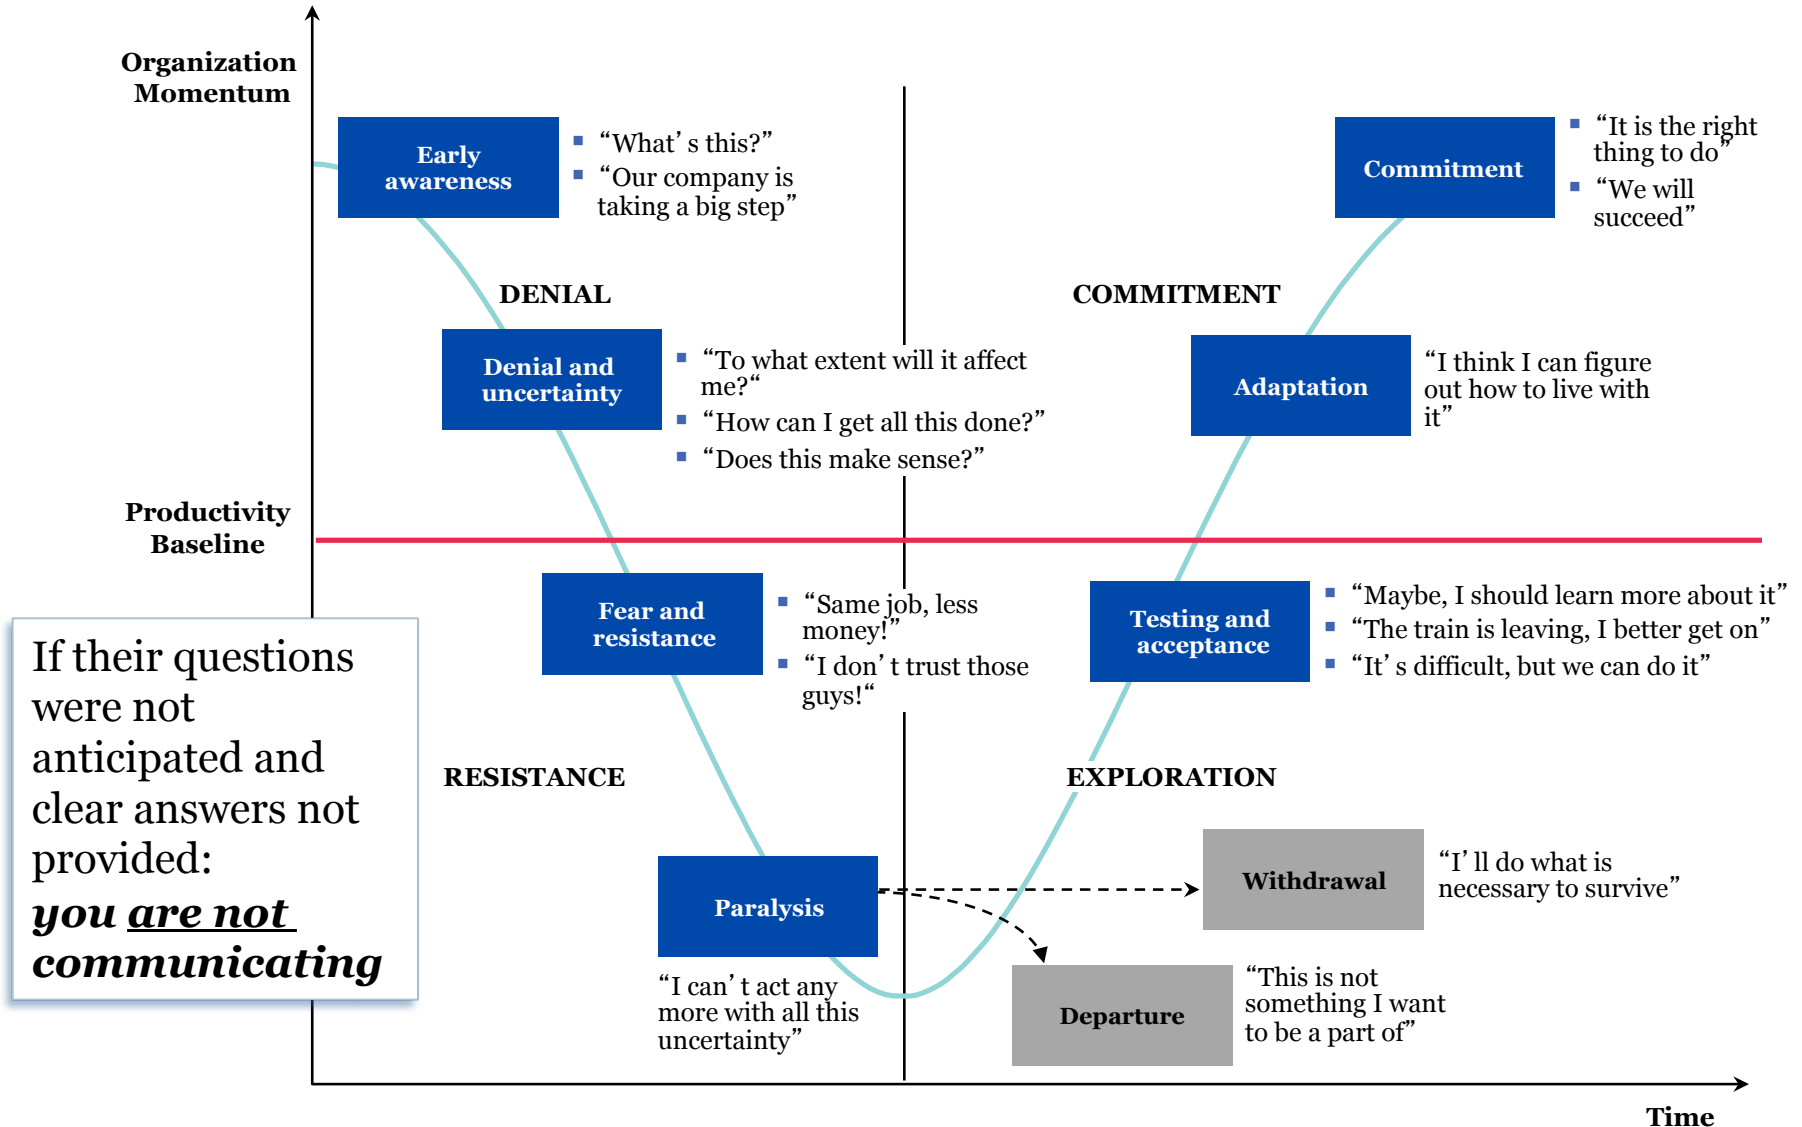 Organization
Momentum
Early
awareness
“What’s this?”
“Our company is
taking a big step”
Commitment
“It is the right
thing to do”
“We will
succeed”
DENIAL
COMMITMENT
Denial and
uncertainty
“To what extent will it affect
me?“
“How can I get all this done?”
“Does this make sense?”
Adaptation
“I think I can figure
out how to live with
it”
Productivity
Baseline
Fear and
resistance
“Same job, less
money!”
“I don’t trust those
guys!“
Testing and
acceptance
“Maybe, I should learn more about it”
“The train is leaving, I better get on”
“It’s difficult, but we can do it”
If their questions
were not
anticipated and
clear answers not
provided:
you are not
communicating
RESISTANCE
EXPLORATION
Paralysis
“I can’t act any
more with all this
uncertainty”
Withdrawal
“I’ll do what is
necessary to survive”
Departure
“This is not
something I want
to be a part of”
Time